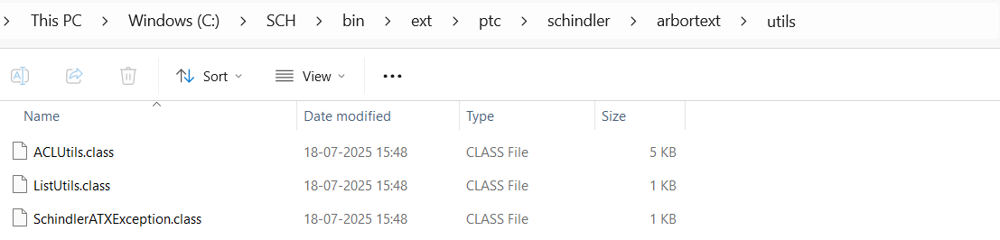 This PC > Windows (C:) > SCH > bin > ext > ptc > schindler > arbortext > utils
Sort View •••
Name Date modified Type Size
ACLUtils.class 18-07-2025 15:48 CLASS File 5 KB
ListUtils.class 18-07-2025 15:48 CLASS File 1 KB
SchindlerATXException.class 18-07-2025 15:48 CLASS File 1 KB